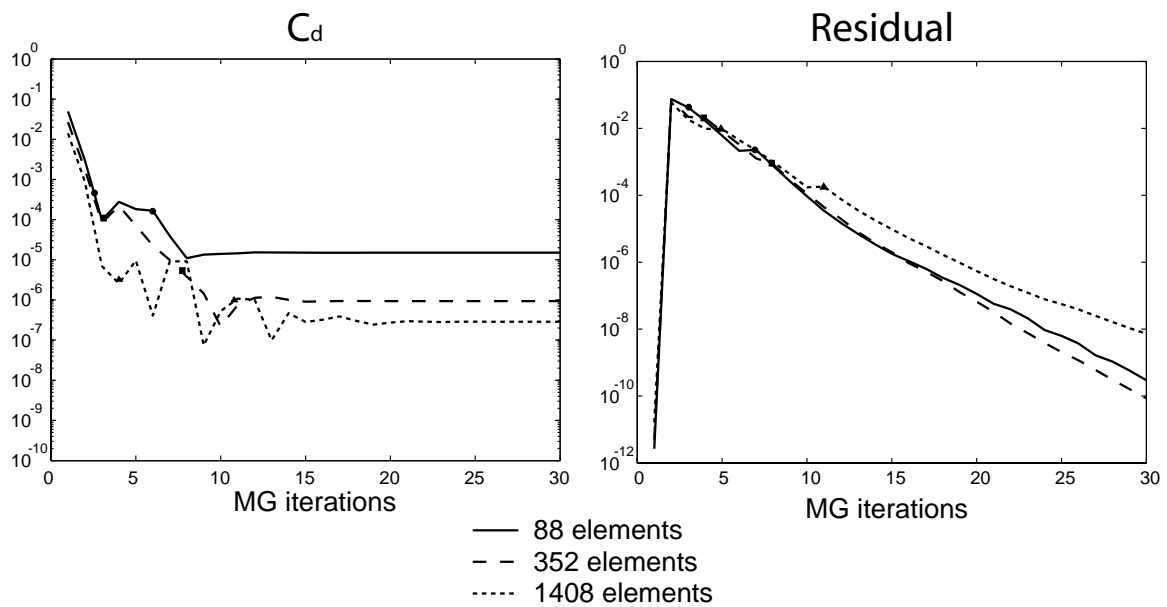 C_d
Residual
10^0
10^-1
10^-2
10^-3
10^-4
10^-5
10^-6
10^-7
10^-8
10^-9
10^-10
0 5 10 15 20 25 30
MG iterations
10^0
10^-2
10^-4
10^-6
10^-8
10^-10
10^-12
0 5 10 15 20 25 30
MG iterations
88 elements
352 elements
1408 elements